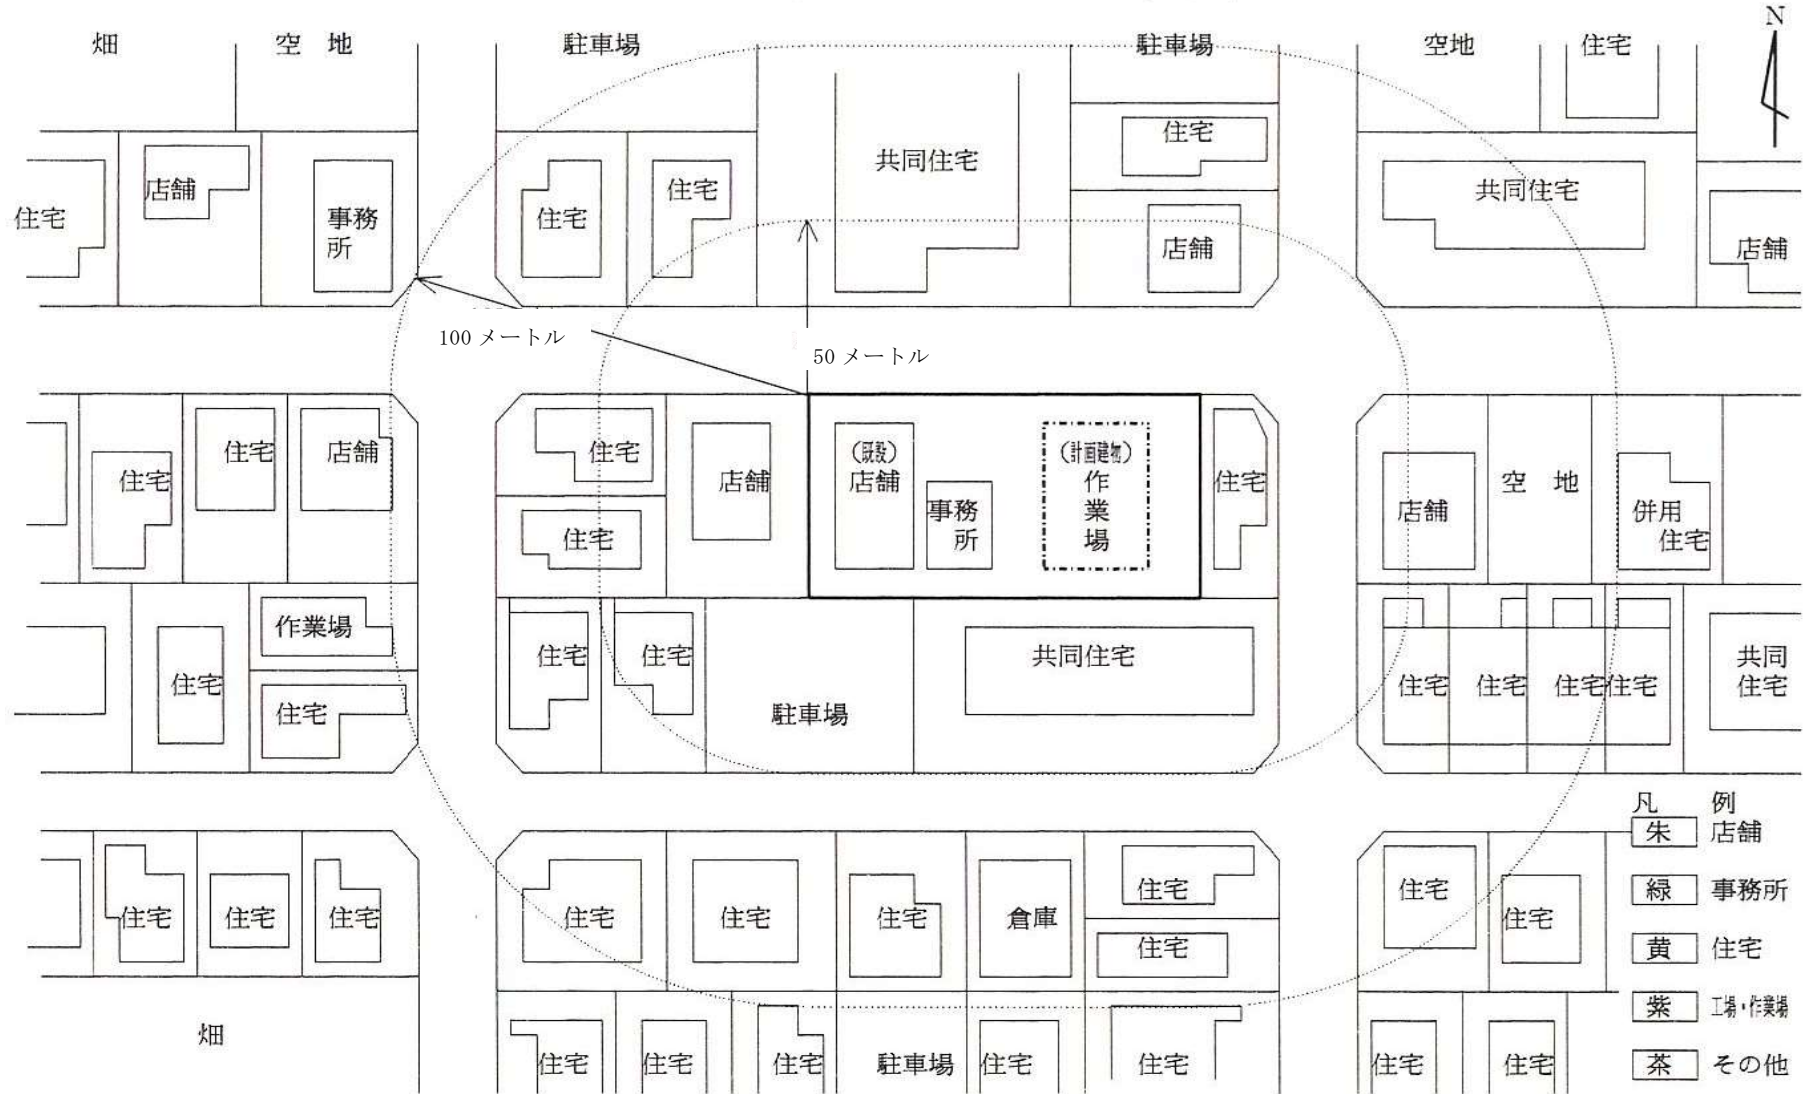 畑
空 地
駐車場
駐車場
空地
住宅
N
住宅
店舗
事務
所
住宅
住宅
共同住宅
住宅
店舗
共同住宅
店舗
100 メートル
50 メートル
住宅
住宅
店舗
住宅
住宅
店舗
(既設)
店舗
事務
所
(計画建物)
作
業
場
住宅
店舗
空 地
併用
住宅
作業場
住宅
住宅
住宅
住宅
駐車場
共同住宅
住宅
住宅
住宅
住宅
共同
住宅
住宅
住宅
住宅
住宅
住宅
住宅
倉庫
住宅
住宅
住宅
住宅
畑
住宅
住宅
住宅
駐車場
住宅
住宅
住宅
住宅
凡 例
朱 店舗
緑 事務所
黄 住宅
紫 工場・作業場
茶 その他